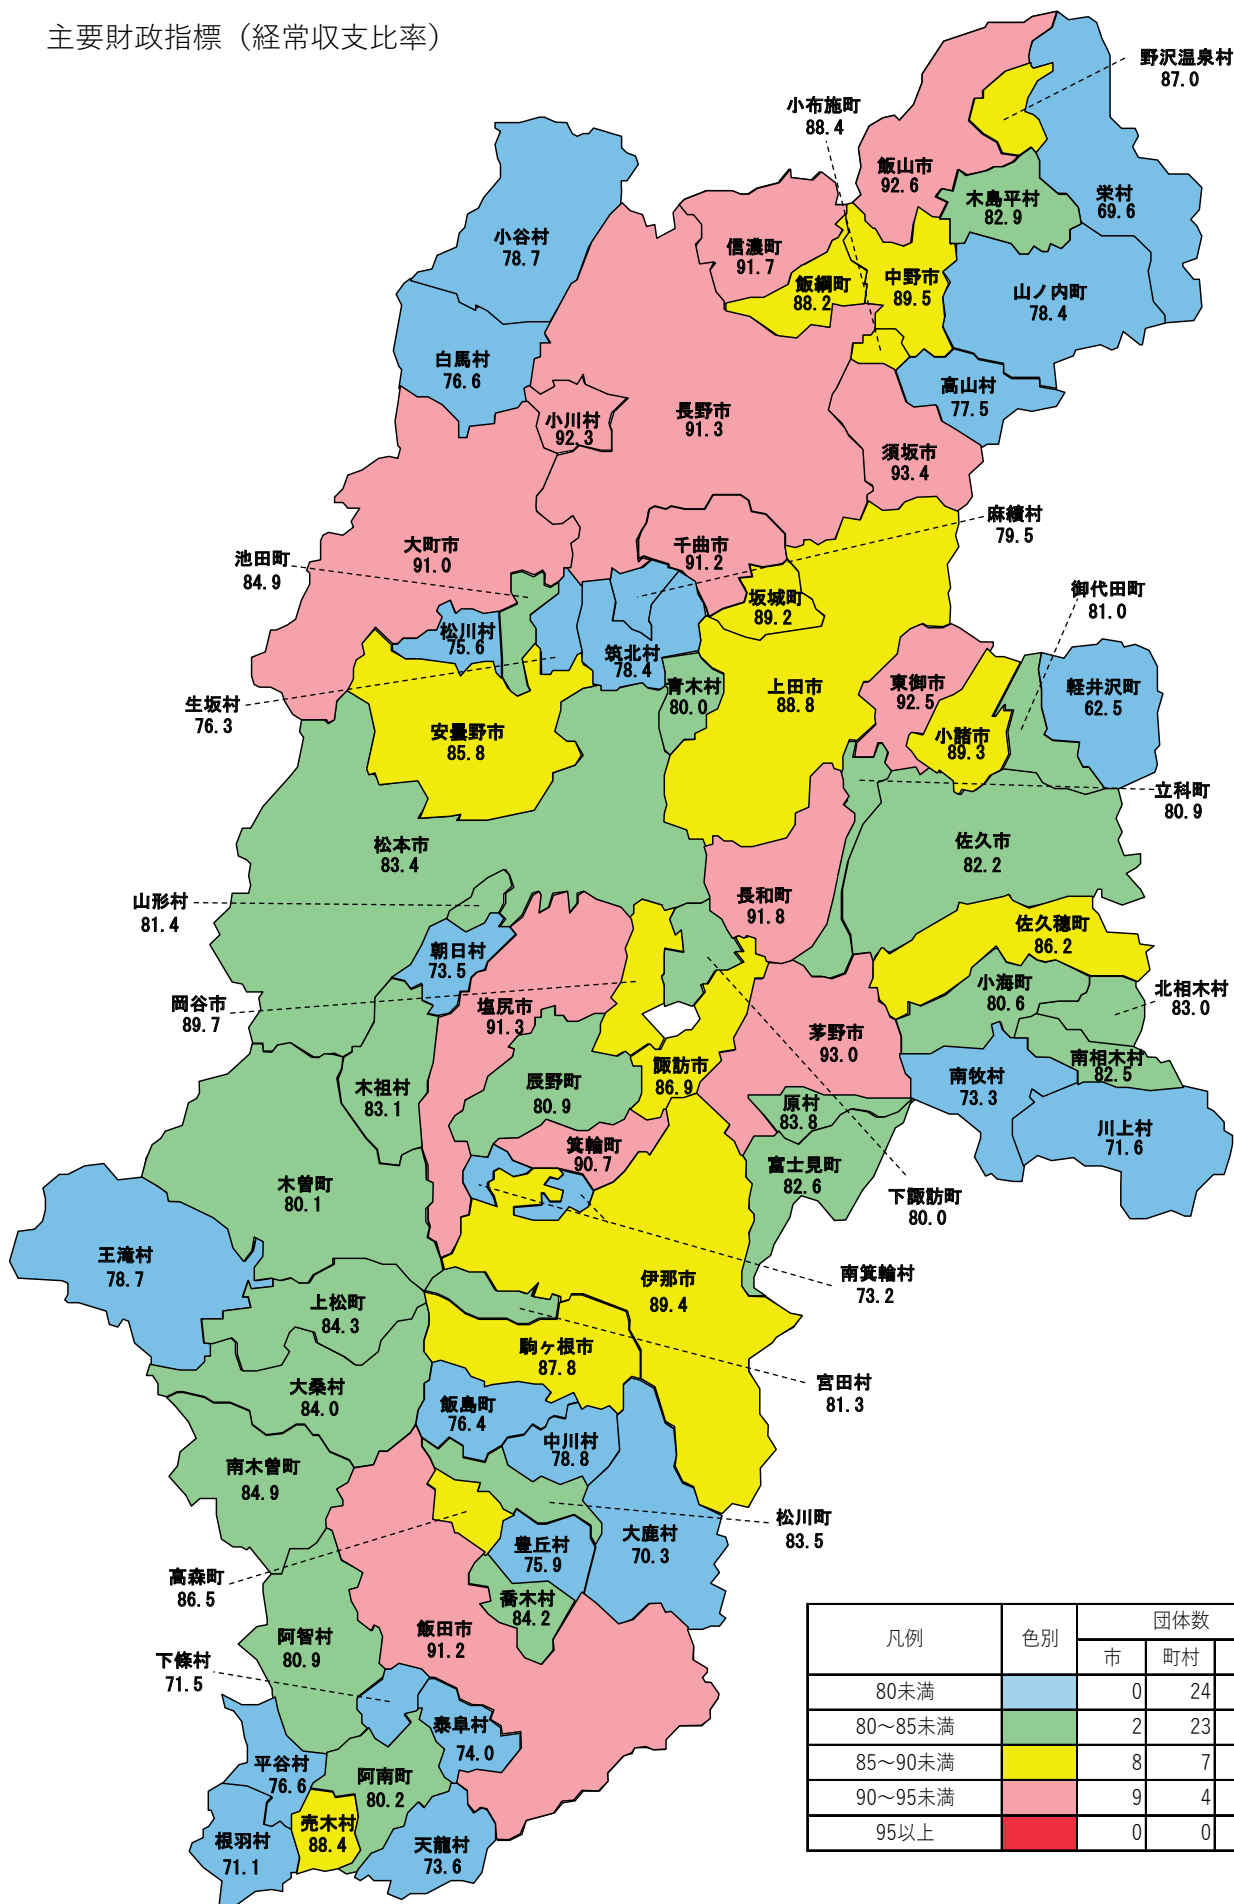 主要財政指標（経常収支比率）
野沢温泉村
87.0
小布施町
88.4
飯山市
92.6
木島平村
82.9
栄村
69.6
小谷村
78.7
信濃町
91.7
飯綱町
88.2
中野市
89.5
山ノ内町
78.4
白馬村
76.6
高山村
77.5
小川村
92.3
長野市
91.3
須坂市
93.4
麻績村
79.5
池田町
84.9
大町市
91.0
千曲市
91.2
坂城町
89.2
御代田町
81.0
松川村
75.6
筑北村
78.4
青木村
80.0
上田市
88.8
東御市
92.5
軽井沢町
62.5
生坂村
76.3
安曇野市
85.8
小諸市
89.3
立科町
80.9
松本市
83.4
佐久市
82.2
山形村
81.4
長和町
91.8
朝日村
73.5
佐久穂町
86.2
岡谷市
89.7
塩尻市
91.3
小海町
80.6
北相木村
83.0
茅野市
93.0
諏訪市
86.9
南相木村
82.5
木祖村
83.1
辰野町
80.9
南牧村
73.3
原村
83.8
川上村
71.6
箕輪町
90.7
富士見町
82.6
木曽町
80.1
下諏訪町
80.0
王滝村
78.7
南箕輪村
73.2
伊那市
89.4
上松町
84.3
駒ヶ根市
87.8
宮田村
81.3
大桑村
84.0
飯島町
76.4
中川村
78.8
南木曽町
84.9
松川町
83.5
大鹿村
70.3
豊丘村
75.9
高森町
86.5
喬木村
84.2
飯田市
91.2
阿智村
80.9
下條村
71.5
泰阜村
74.0
平谷村
76.6
阿南町
80.2
売木村
88.4
根羽村
71.1
天龍村
73.6
凡例 色別 団体数
市 町村
80未満 0 24
80～85未満 2 23
85～90未満 8 7
90～95未満 9 4
95以上 0 0